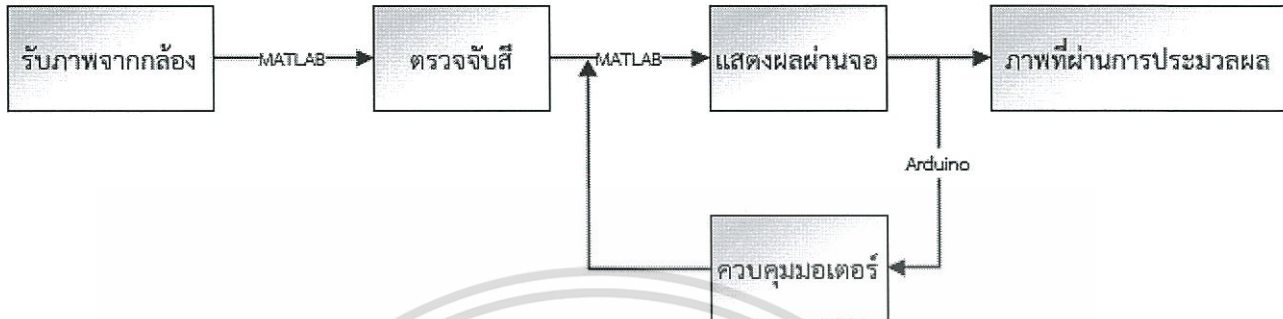 รับภาพจากกล้อง
MATLAB
ตรวจจับสี
MATLAB
แสดงผลผ่านจอ
ภาพที่ผ่านการประมวลผล
Arduino
ควบคุมมอเตอร์